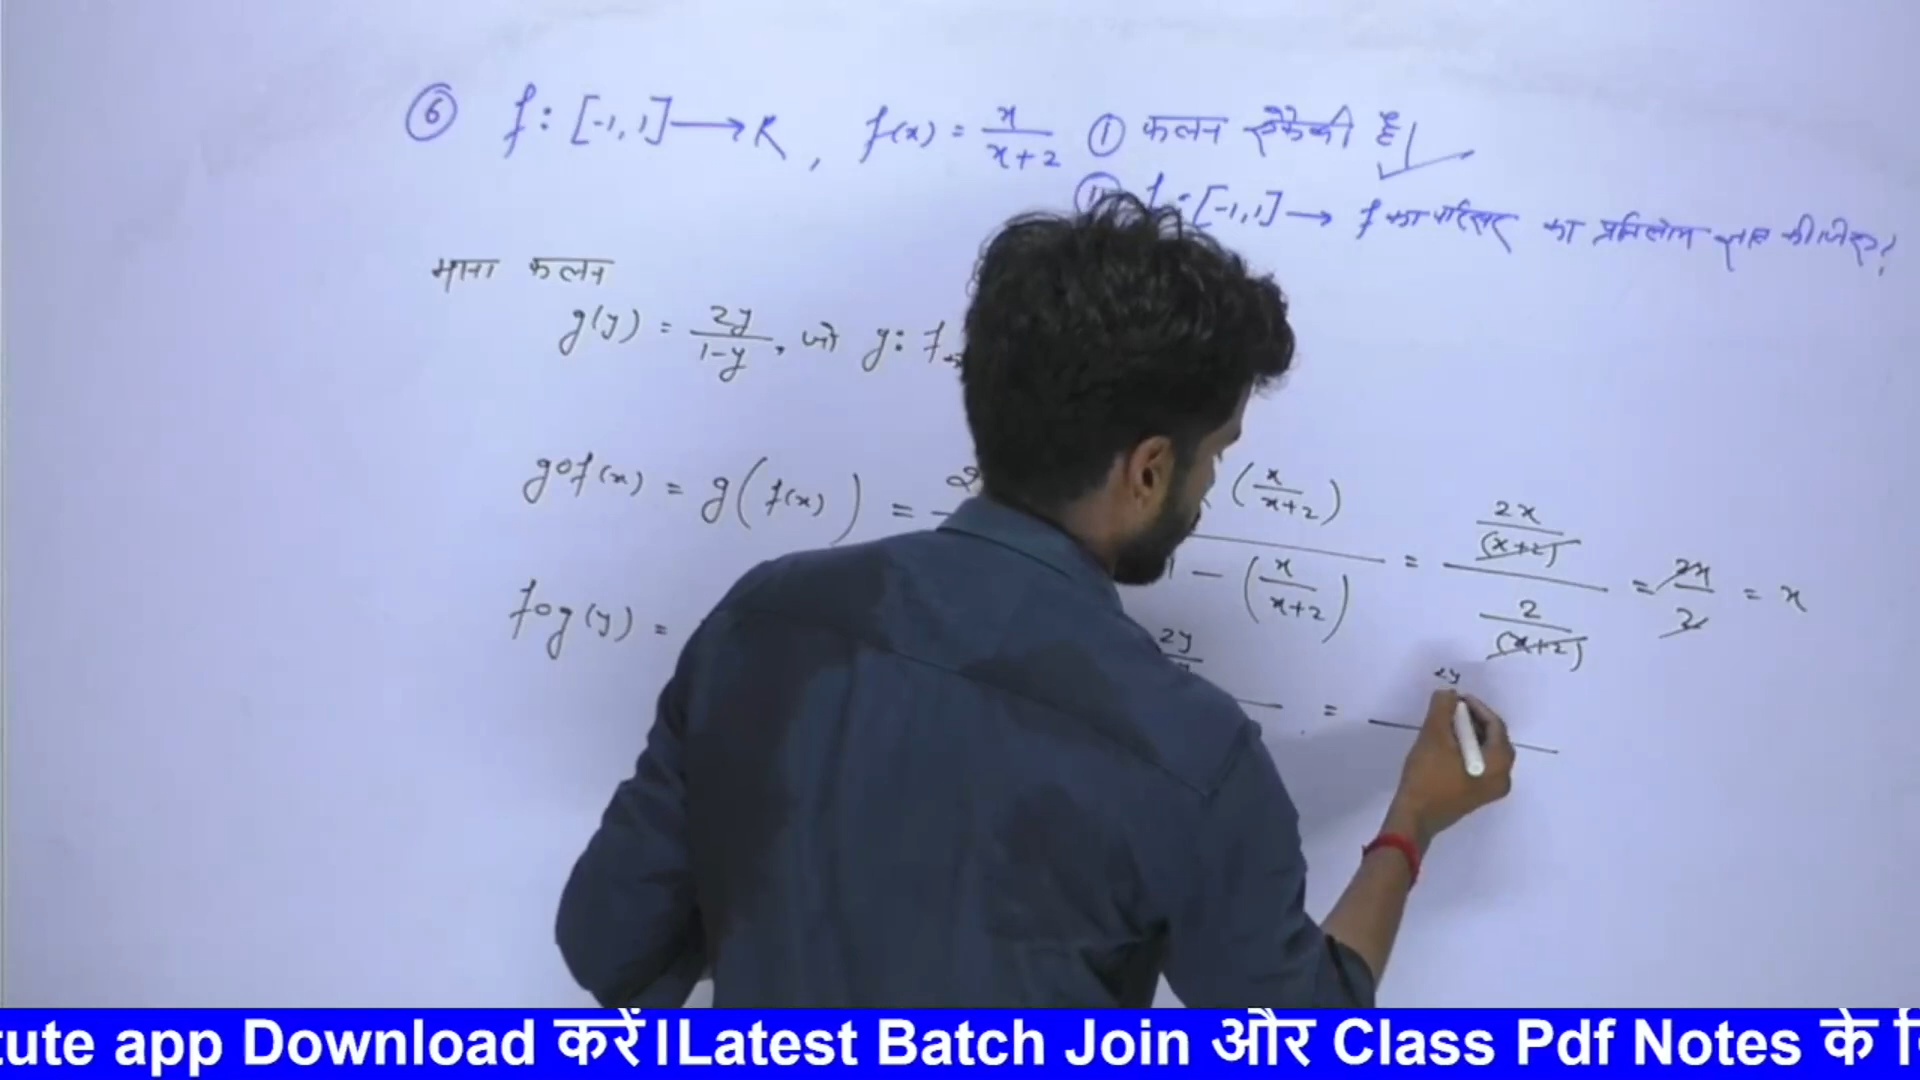 ⑥ f : [-1, 1] ⟶ R , f(x) = x/(x+2) ① फलन एकैकी है।
f : [-1, 1] ⟶ f का परिसर का प्रतिलोम ज्ञात कीजिए?
माना फलन
g(y) = 2y/(1-y), जो g: f
gof(x) = g(f(x)) = 2 (x/(x+2)) / 1 - (x/(x+2)) = (2x/(x+2))/(2/(x+2)) = 2x/2 = x
fog(y) = 2y = 2y
tute app Download करें।Latest Batch Join और Class Pdf Notes के